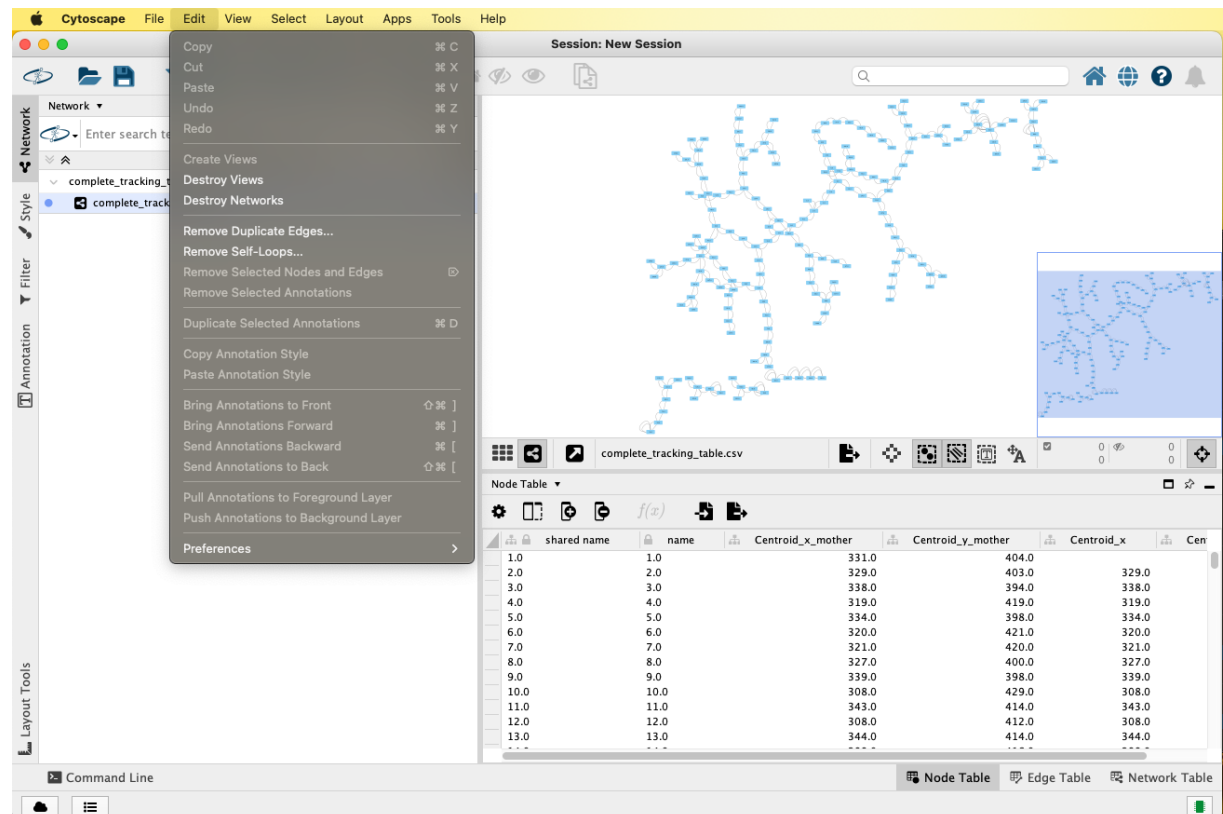 Cytoscape File Edit View Select Layout Apps Tools Help
Session: New Session
Network
Style
Filter
Annotation
Layout Tools
Network ▼
Enter search te
complete_tracking_t
complete_track
Copy ⌘ C
Cut ⌘ X
Paste ⌘ V
Undo ⌘ Z
Redo ⌘ Y
Create Views
Destroy Views
Destroy Networks
Remove Duplicate Edges...
Remove Self-Loops...
Remove Selected Nodes and Edges ⌦
Remove Selected Annotations
Duplicate Selected Annotations ⌘ D
Copy Annotation Style
Paste Annotation Style
Bring Annotations to Front ⇧⌘ ]
Bring Annotations Forward ⌘ ]
Send Annotations Backward ⌘ [
Send Annotations to Back ⇧⌘ [
Pull Annotations to Foreground Layer
Push Annotations to Background Layer
Preferences >
complete_tracking_table.csv
0 0
0 0
Node Table ▼
f(x)
shared name name Centroid_x_mother Centroid_y_mother Centroid_x Cen
1.0 1.0 331.0 404.0
2.0 2.0 329.0 403.0 329.0
3.0 3.0 338.0 394.0 338.0
4.0 4.0 319.0 419.0 319.0
5.0 5.0 334.0 398.0 334.0
6.0 6.0 320.0 421.0 320.0
7.0 7.0 321.0 420.0 321.0
8.0 8.0 327.0 400.0 327.0
9.0 9.0 339.0 398.0 339.0
10.0 10.0 308.0 429.0 308.0
11.0 11.0 343.0 414.0 343.0
12.0 12.0 308.0 412.0 308.0
13.0 13.0 344.0 414.0 344.0
Command Line
Node Table Edge Table Network Table